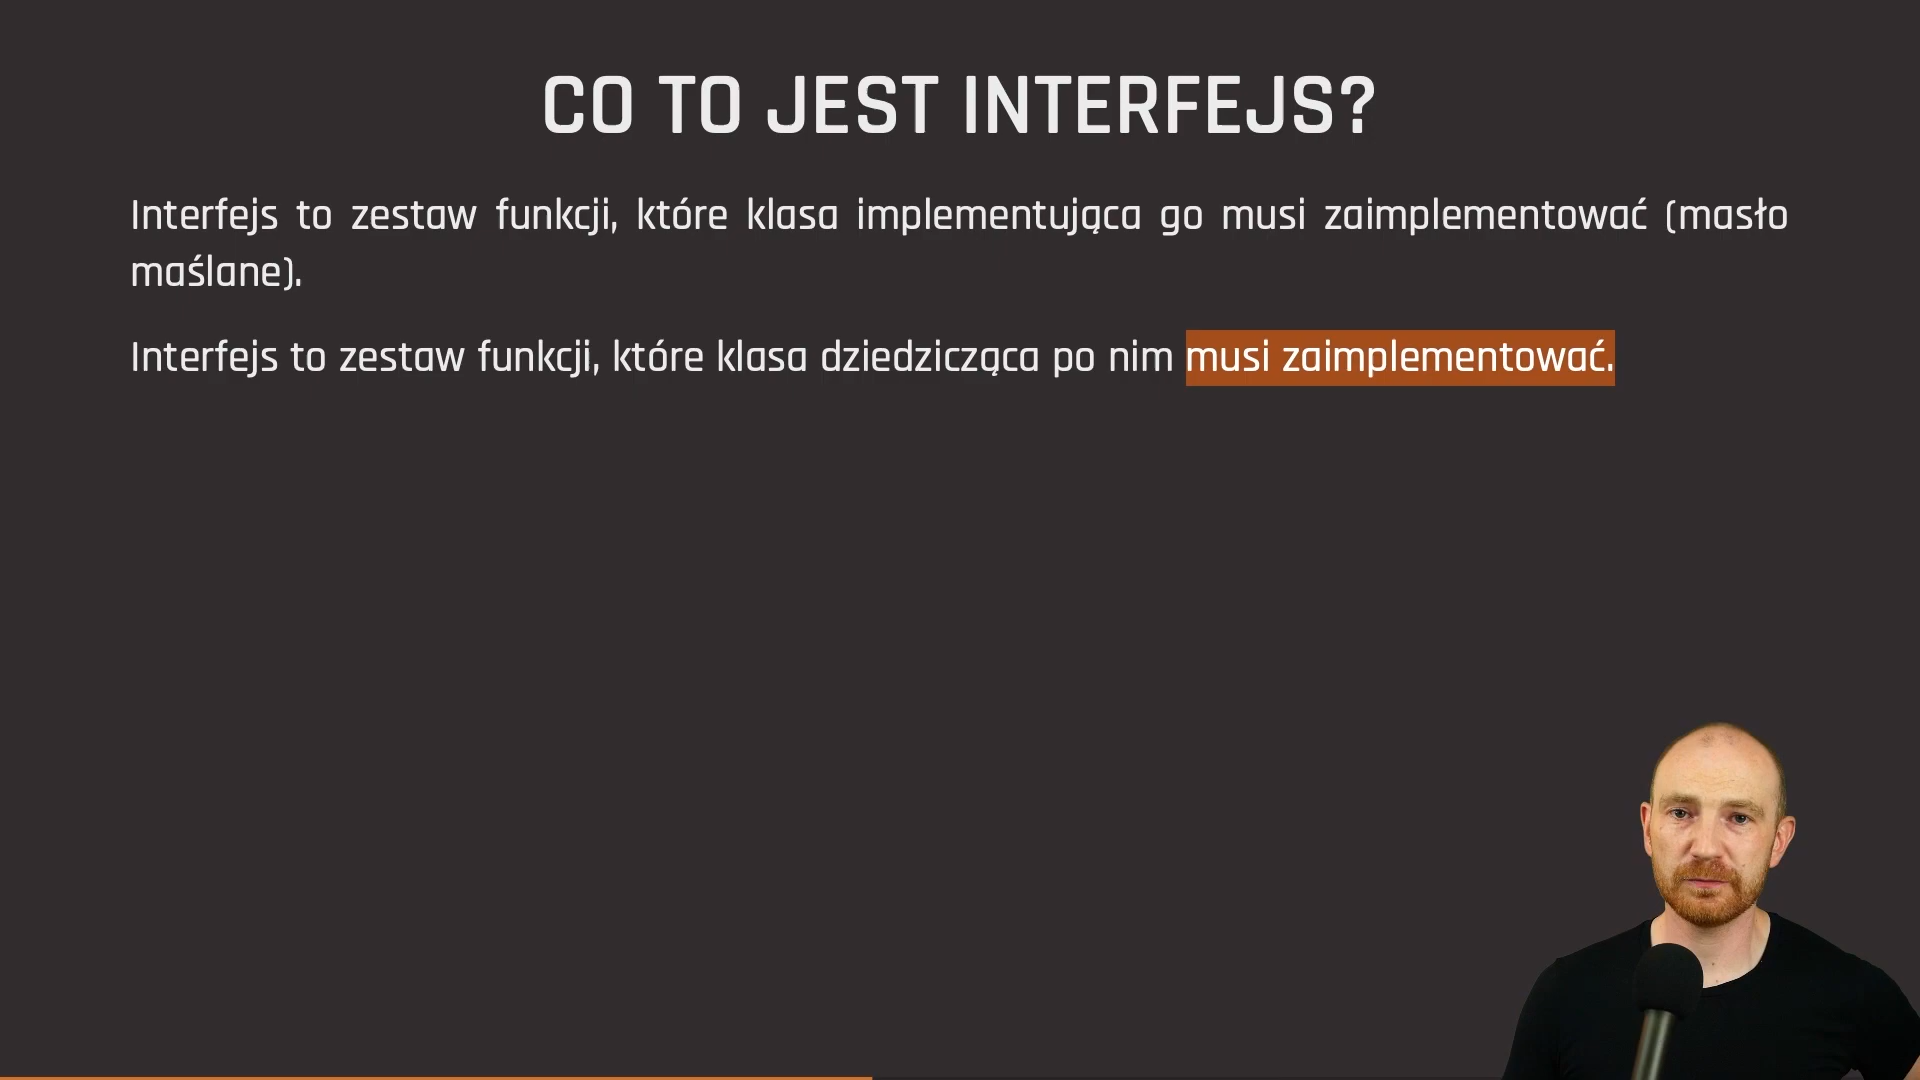 CO TO JEST INTERFEJS?
Interfejs to zestaw funkcji, które klasa implementująca go musi zaimplementować (masło
maślane).
Interfejs to zestaw funkcji, które klasa dziedzicząca po nim musi zaimplementować.